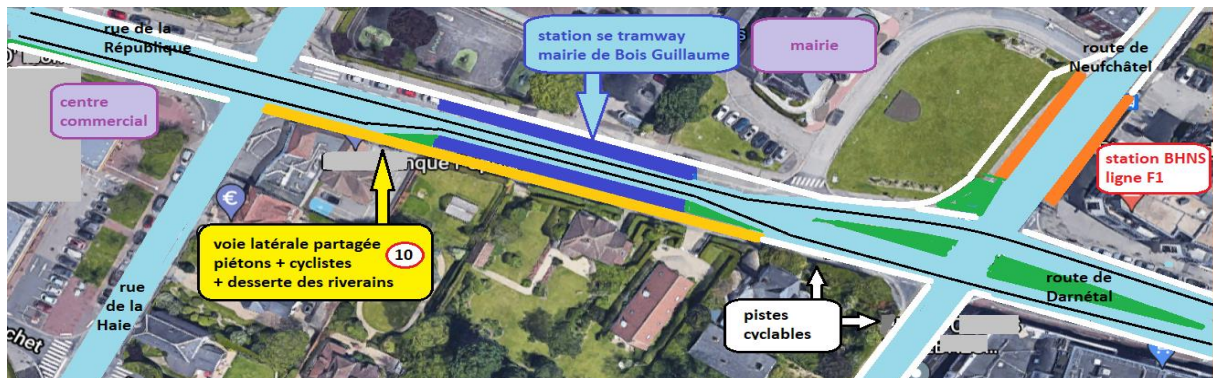 rue de la
République
station se tramway
mairie de Bois Guillaume
mairie
route de
Neufchâtel
centre
commercial
station BHNS
ligne F1
€
voie latérale partagée
piétons + cyclistes
+ desserte des riverains
10
rue
de la
Haie
pistes
cyclables
route de
Darnétal